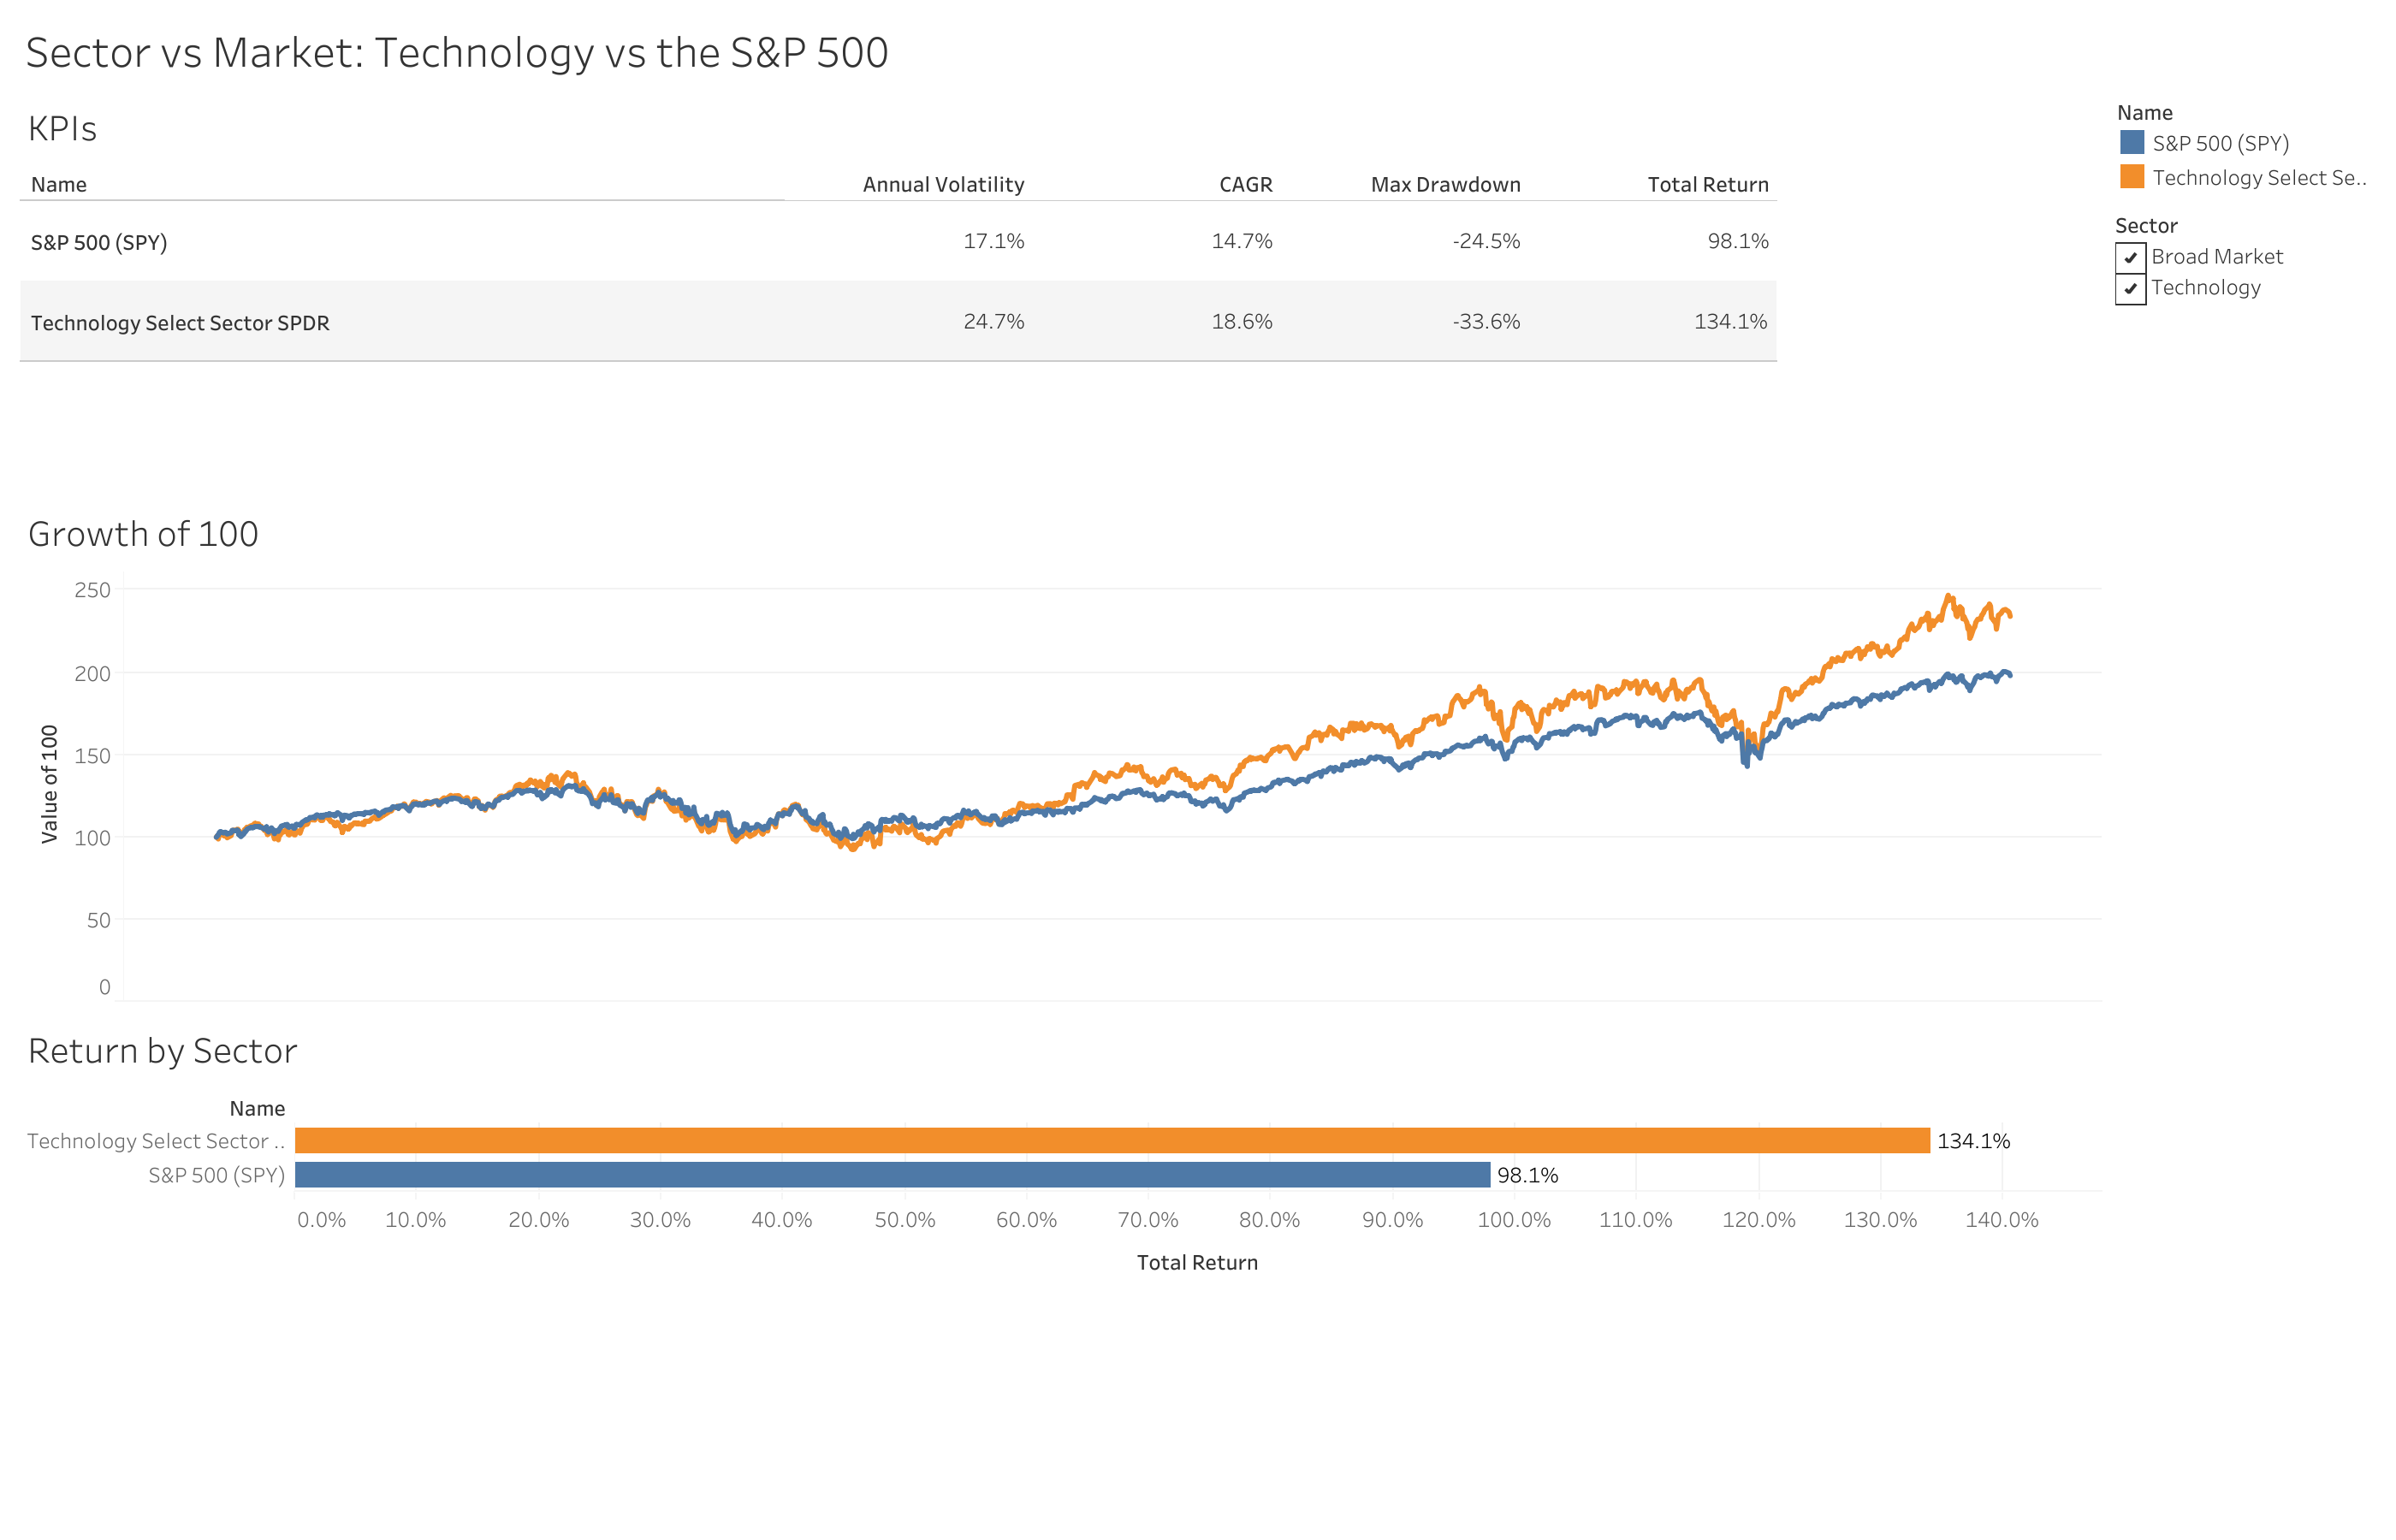 Sector vs Market: Technology vs the S&P 500
KPIs
Name Annual Volatility CAGR Max Drawdown Total Return
S&P 500 (SPY) 17.1% 14.7% -24.5% 98.1%
Technology Select Sector SPDR 24.7% 18.6% -33.6% 134.1%
Name
S&P 500 (SPY)
Technology Select Se..
Sector
Broad Market
Technology
Growth of 100
Value of 100
250
200
150
100
50
0
Return by Sector
Name
Technology Select Sector .. 134.1%
S&P 500 (SPY) 98.1%
0.0% 10.0% 20.0% 30.0% 40.0% 50.0% 60.0% 70.0% 80.0% 90.0% 100.0% 110.0% 120.0% 130.0% 140.0%
Total Return